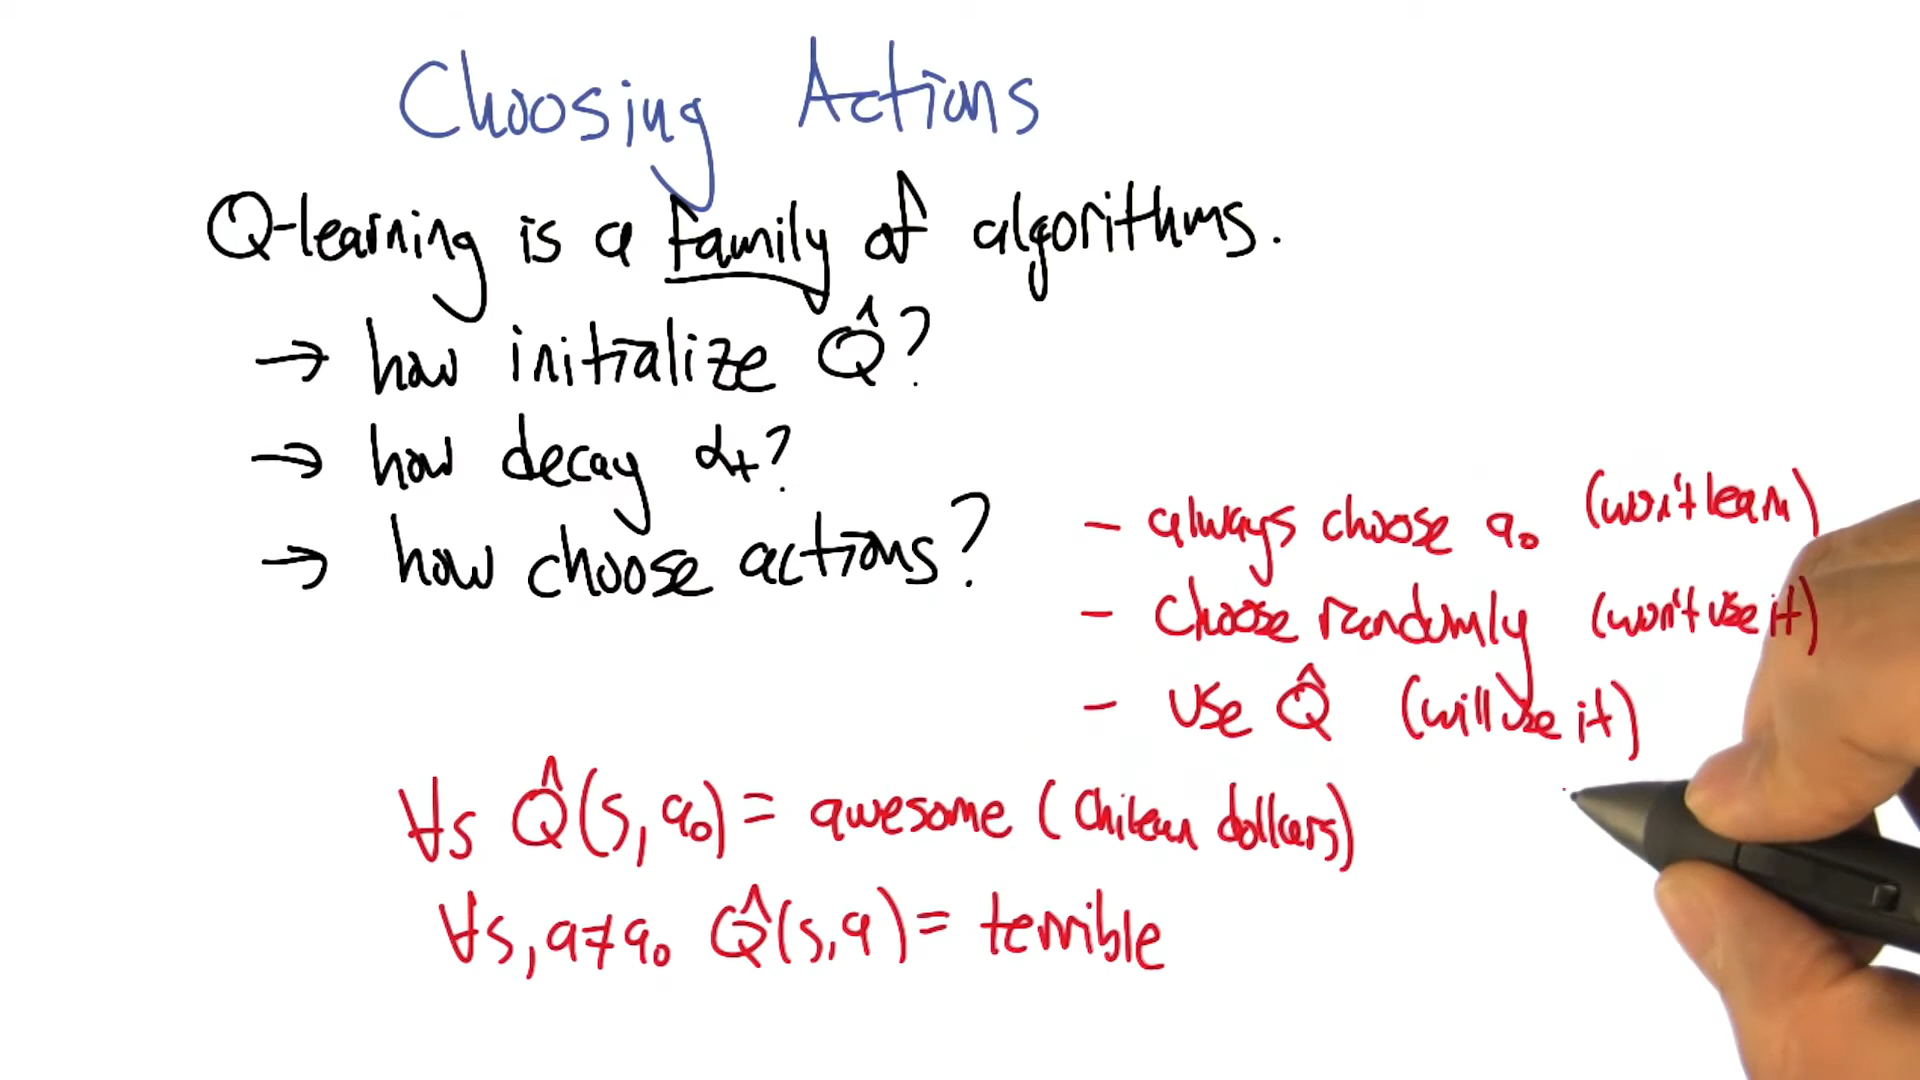 Choosing Actions
Q-learning is a family of algorithms.
→ how initialize Q̂?
→ how decay αt?
→ how choose actions?
- always choose a₀ (won't learn)
- choose randomly (won't use it)
- use Q̂ (will use it)
∀s Q̂(s, a₀) = awesome (Chilean dollars)
∀s, a≠a₀ Q̂(s,a) = terrible